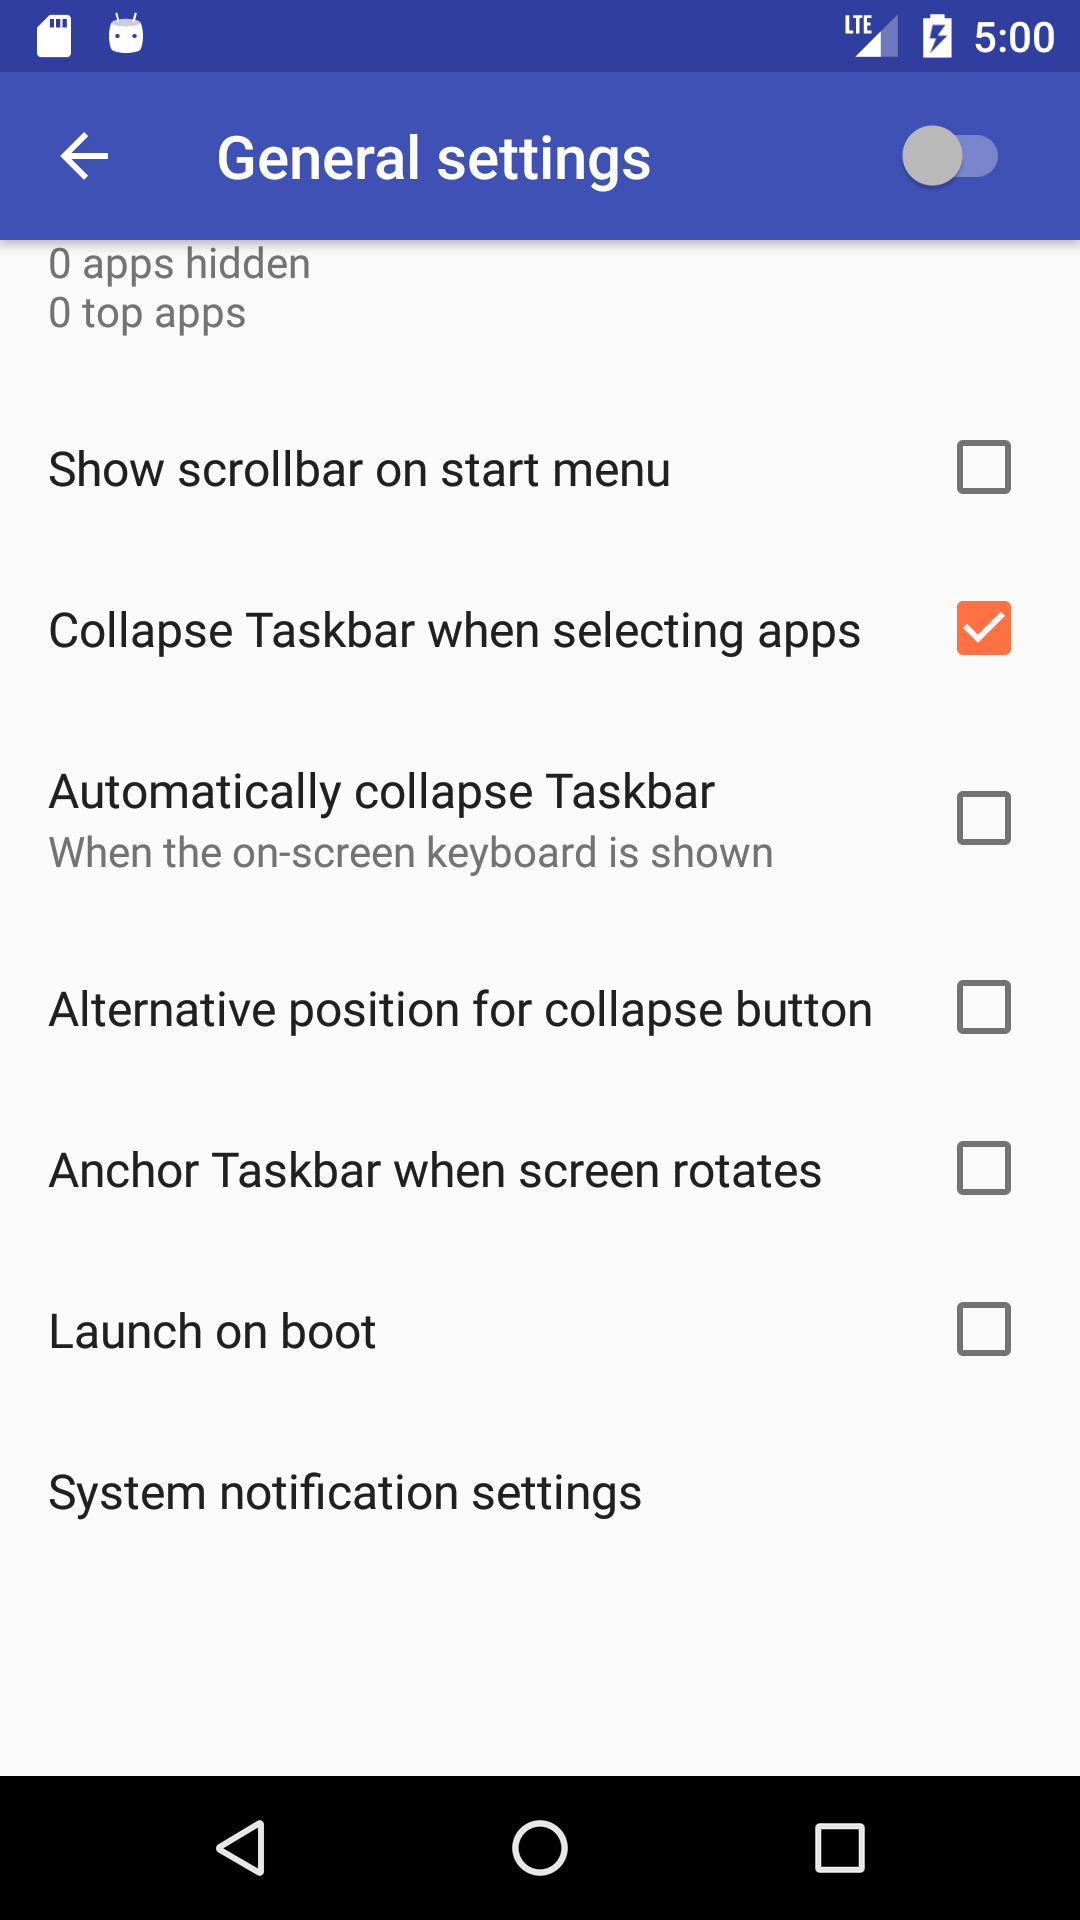 LTE 5:00
General settings
0 apps hidden
0 top apps
Show scrollbar on start menu
Collapse Taskbar when selecting apps
Automatically collapse Taskbar
When the on-screen keyboard is shown
Alternative position for collapse button
Anchor Taskbar when screen rotates
Launch on boot
System notification settings